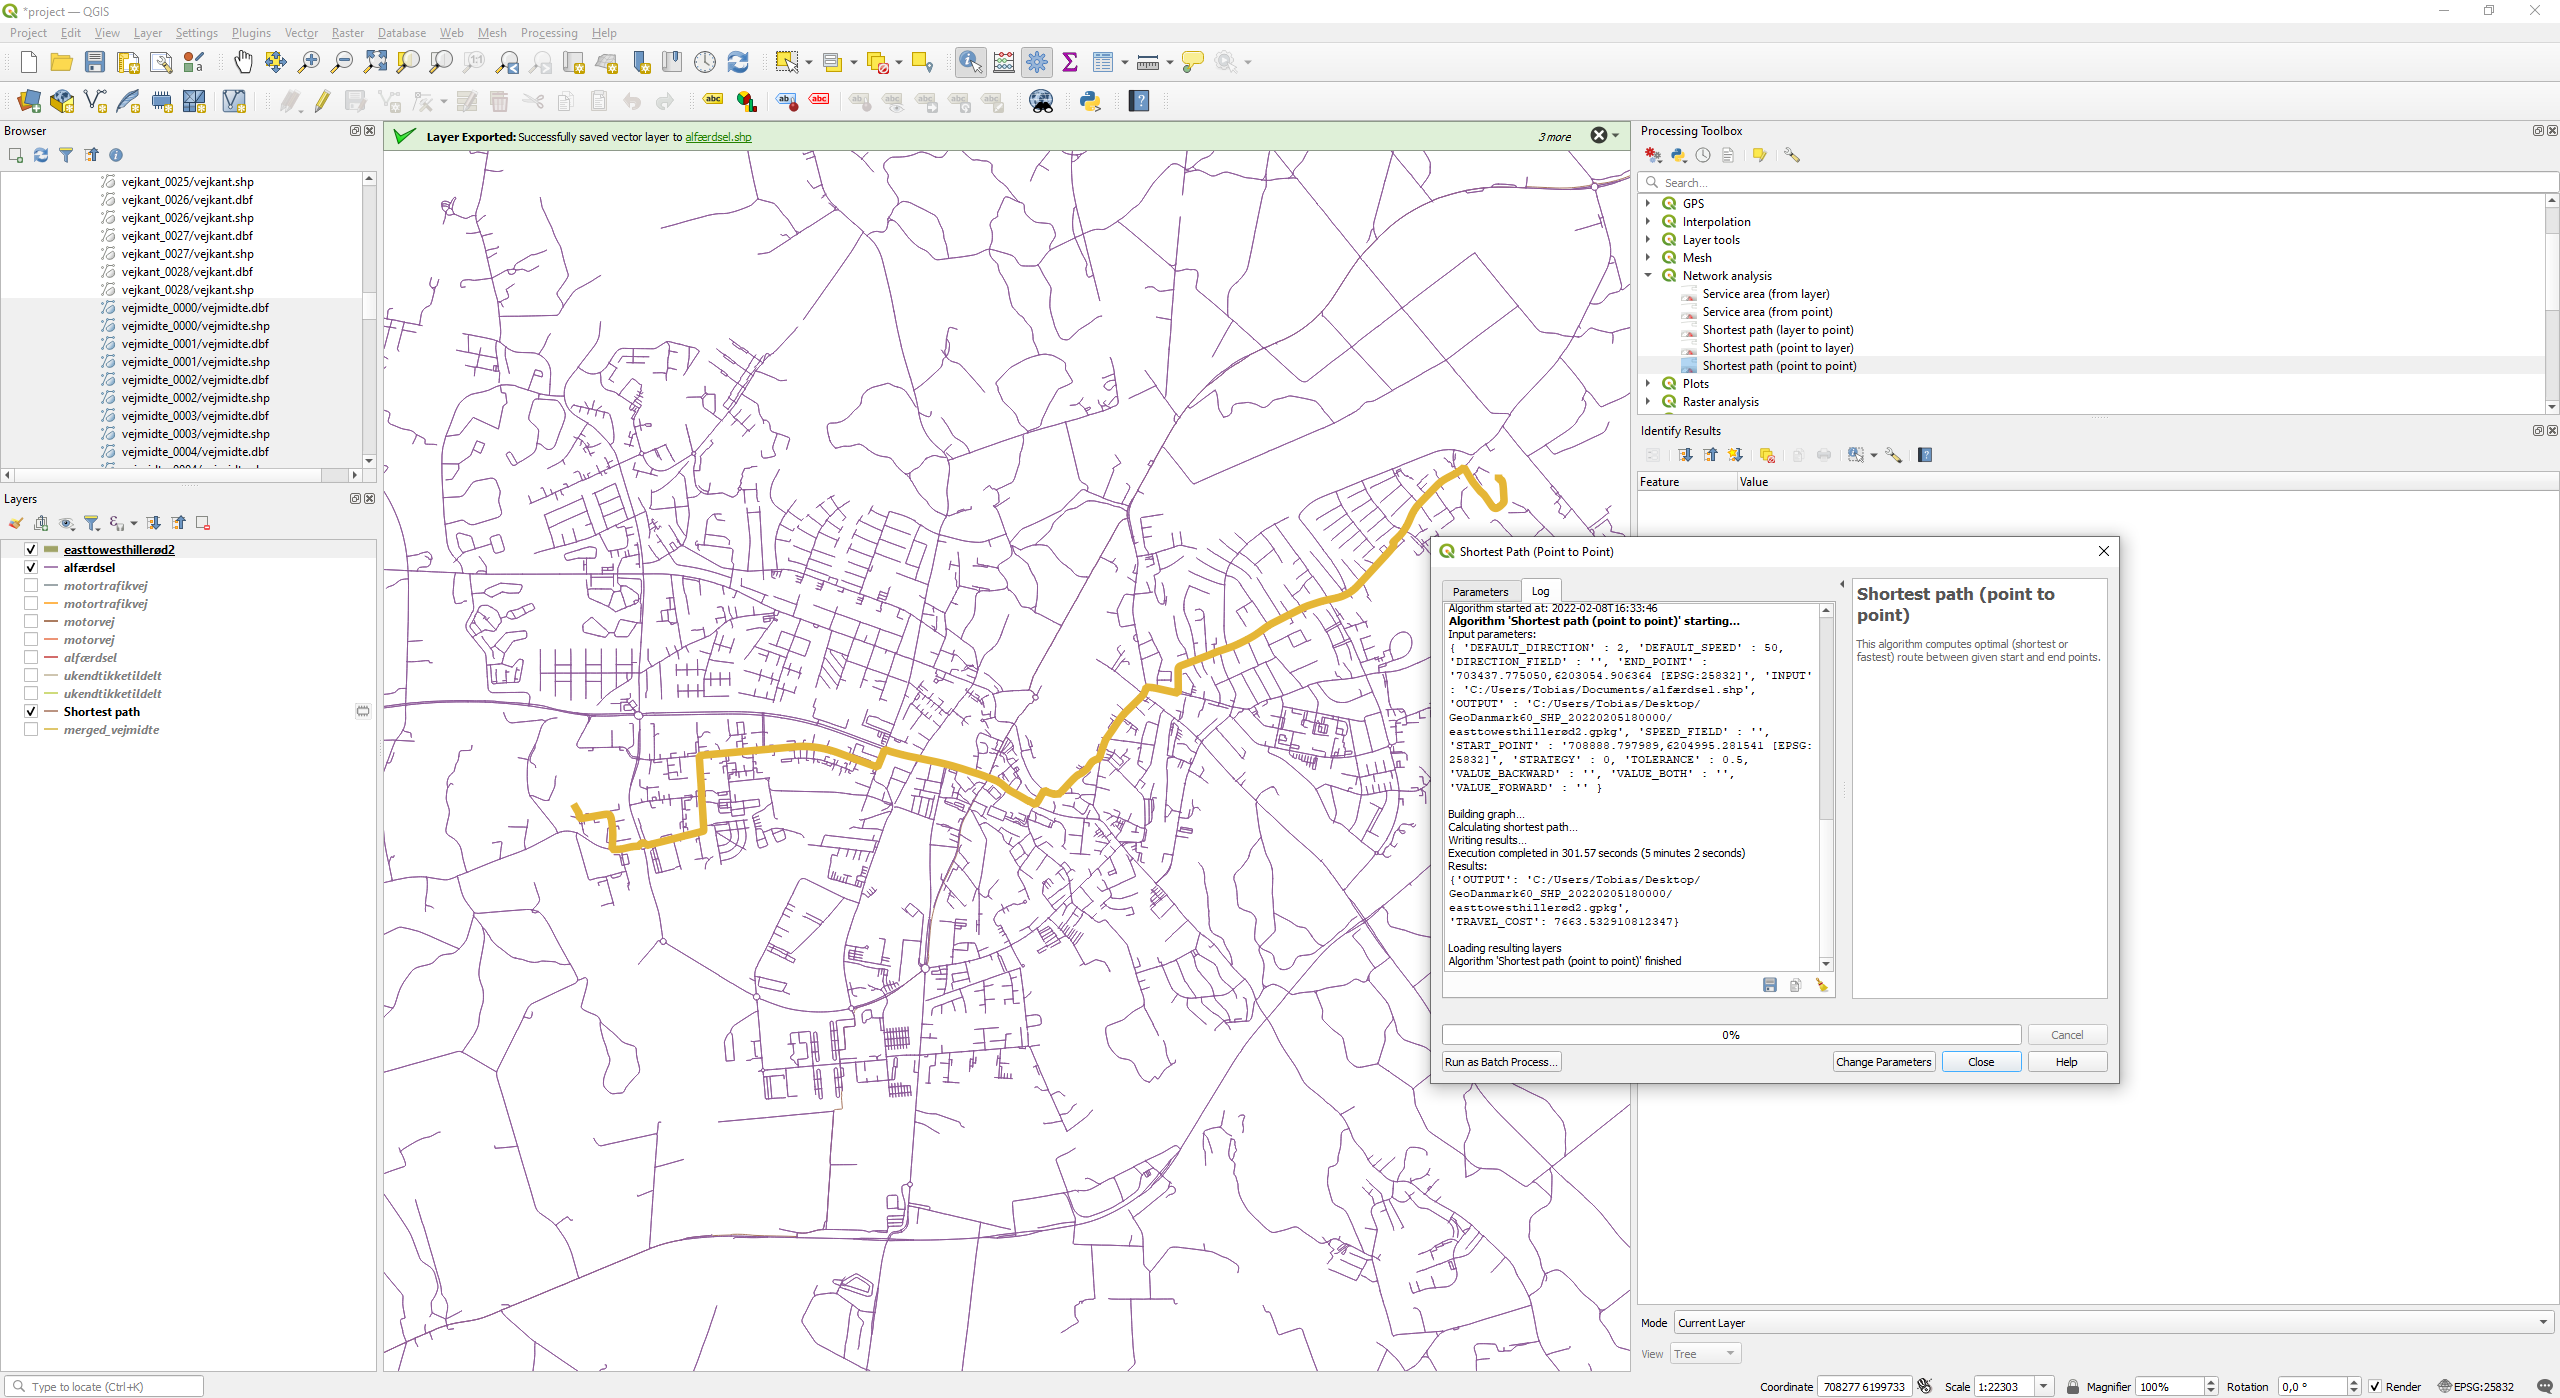 *project — QGIS
Project Edit View Layer Settings Plugins Vector Raster Database Web Mesh Processing Help
Browser
vejkant_0025/vejkant.shp
vejkant_0026/vejkant.dbf
vejkant_0026/vejkant.shp
vejkant_0027/vejkant.dbf
vejkant_0027/vejkant.shp
vejkant_0028/vejkant.dbf
vejkant_0028/vejkant.shp
vejmidte_0000/vejmidte.dbf
vejmidte_0000/vejmidte.shp
vejmidte_0001/vejmidte.dbf
vejmidte_0001/vejmidte.shp
vejmidte_0002/vejmidte.dbf
vejmidte_0002/vejmidte.shp
vejmidte_0003/vejmidte.dbf
vejmidte_0003/vejmidte.shp
vejmidte_0004/vejmidte.dbf
Layers
easttowesthillerød2
alfærdsel
motortrafikvej
motortrafikvej
motorvej
motorvej
alfærdsel
ukendtikketildelt
ukendtikketildelt
Shortest path
merged_vejmidte
Layer Exported: Successfully saved vector layer to alfærdsel.shp
3 more
Processing Toolbox
Search...
GPS
Interpolation
Layer tools
Mesh
Network analysis
Service area (from layer)
Service area (from point)
Shortest path (layer to point)
Shortest path (point to layer)
Shortest path (point to point)
Plots
Raster analysis
Identify Results
Feature Value
Shortest Path (Point to Point)
Parameters Log
Algorithm started at: 2022-02-08T16:33:46
Algorithm 'Shortest path (point to point)' starting...
Input parameters:
{ 'DEFAULT_DIRECTION' : 2, 'DEFAULT_SPEED' : 50,
'DIRECTION_FIELD' : '', 'END_POINT' :
'703437.775050,6203054.906364 [EPSG:25832]', 'INPUT'
: 'C:/Users/Tobias/Documents/alfærdsel.shp',
'OUTPUT' : 'C:/Users/Tobias/Desktop/
GeoDanmark60_SHP_20220205180000/
easttowesthillerød2.gpkg', 'SPEED_FIELD' : '',
'START_POINT' : '708888.797989,6204995.281541 [EPSG:
25832]', 'STRATEGY' : 0, 'TOLERANCE' : 0.5,
'VALUE_BACKWARD' : '', 'VALUE_BOTH' : '',
'VALUE_FORWARD' : '' }
Building graph...
Calculating shortest path...
Writing results...
Execution completed in 301.57 seconds (5 minutes 2 seconds)
Results:
{'OUTPUT': 'C:/Users/Tobias/Desktop/
GeoDanmark60_SHP_20220205180000/
easttowesthillerød2.gpkg',
'TRAVEL_COST': 7663.532910812347}
Loading resulting layers
Algorithm 'Shortest path (point to point)' finished
Shortest path (point to
point)
This algorithm computes optimal (shortest or
fastest) route between given start and end points.
0%
Cancel
Run as Batch Process...
Change Parameters
Close
Help
Mode Current Layer
View Tree
Type to locate (Ctrl+K)
Coordinate 708277 6199733
Scale 1:22303
Magnifier 100%
Rotation 0,0 °
Render
EPSG:25832